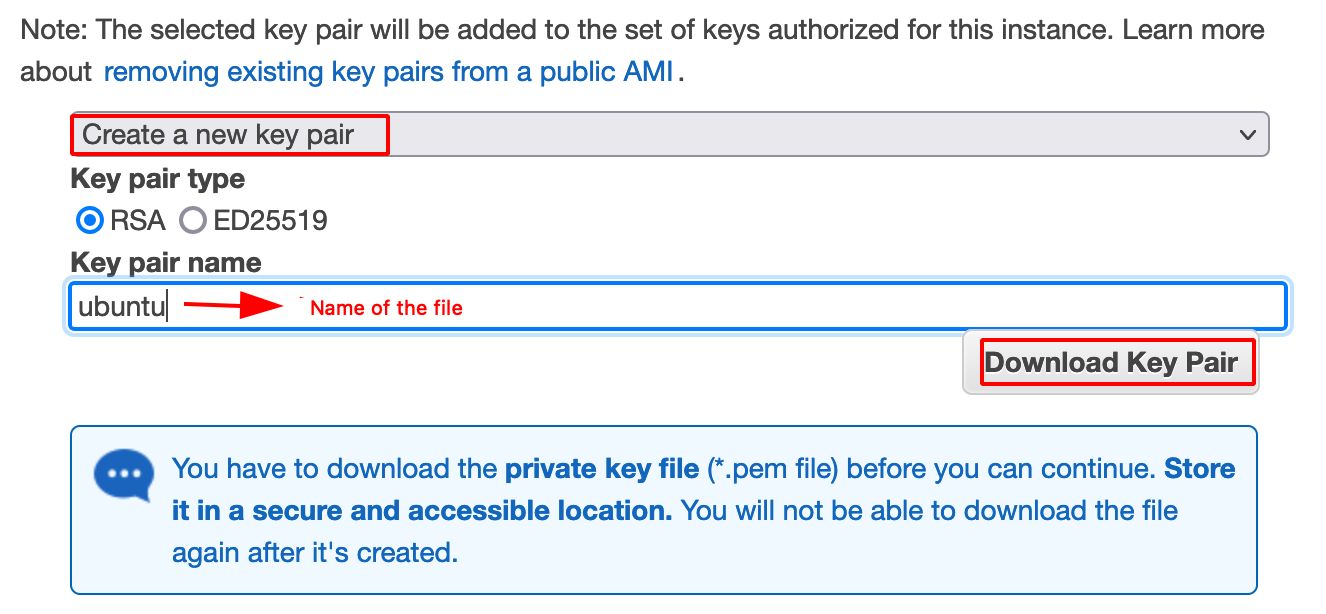 Note: The selected key pair will be added to the set of keys authorized for this instance. Learn more
about removing existing key pairs from a public AMI .
Create a new key pair
Key pair type
RSA ED25519
Key pair name
ubuntu Name of the file
Download Key Pair
You have to download the private key file (*.pem file) before you can continue. Store
it in a secure and accessible location. You will not be able to download the file
again after it's created.